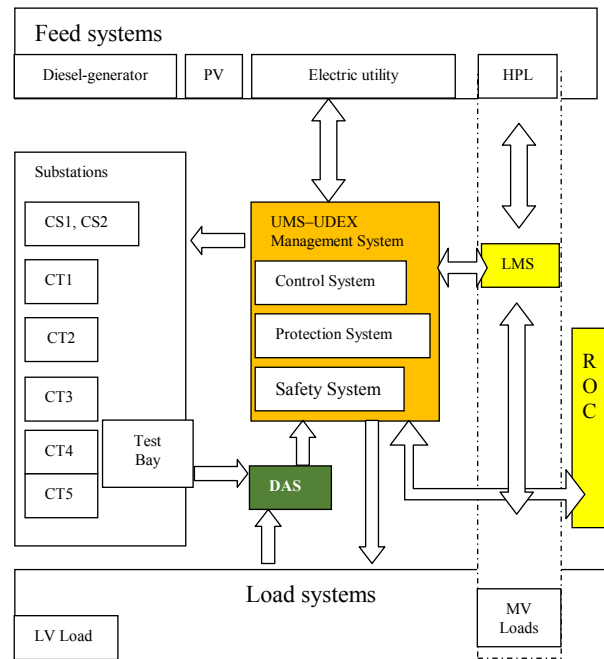 Feed systems
Diesel-generator
PV
Electric utility
HPL
Substations
CS1, CS2
CT1
CT2
CT3
CT4
CT5
Test
Bay
UMS–UDEX
Management System
Control System
Protection System
Safety System
LMS
R
O
C
DAS
Load systems
LV Load
MV
Loads